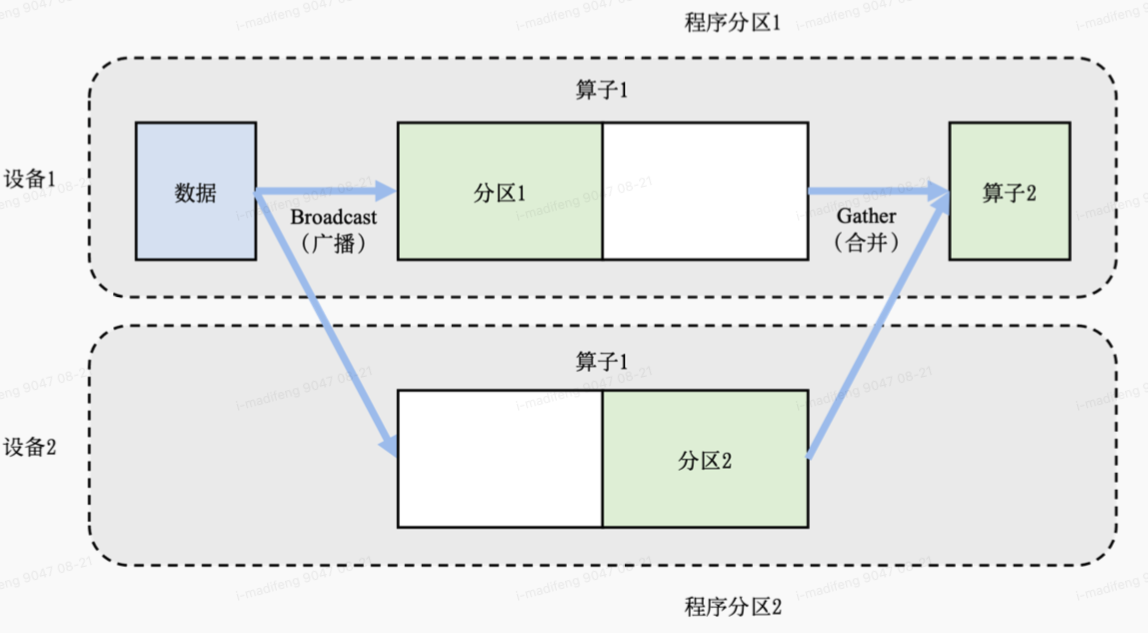 程序分区1
算子1
设备1
数据
分区1
算子2
Broadcast
（广播）
Gather
（合并）
算子1
设备2
分区2
程序分区2
i-madifeng 9047 08-21